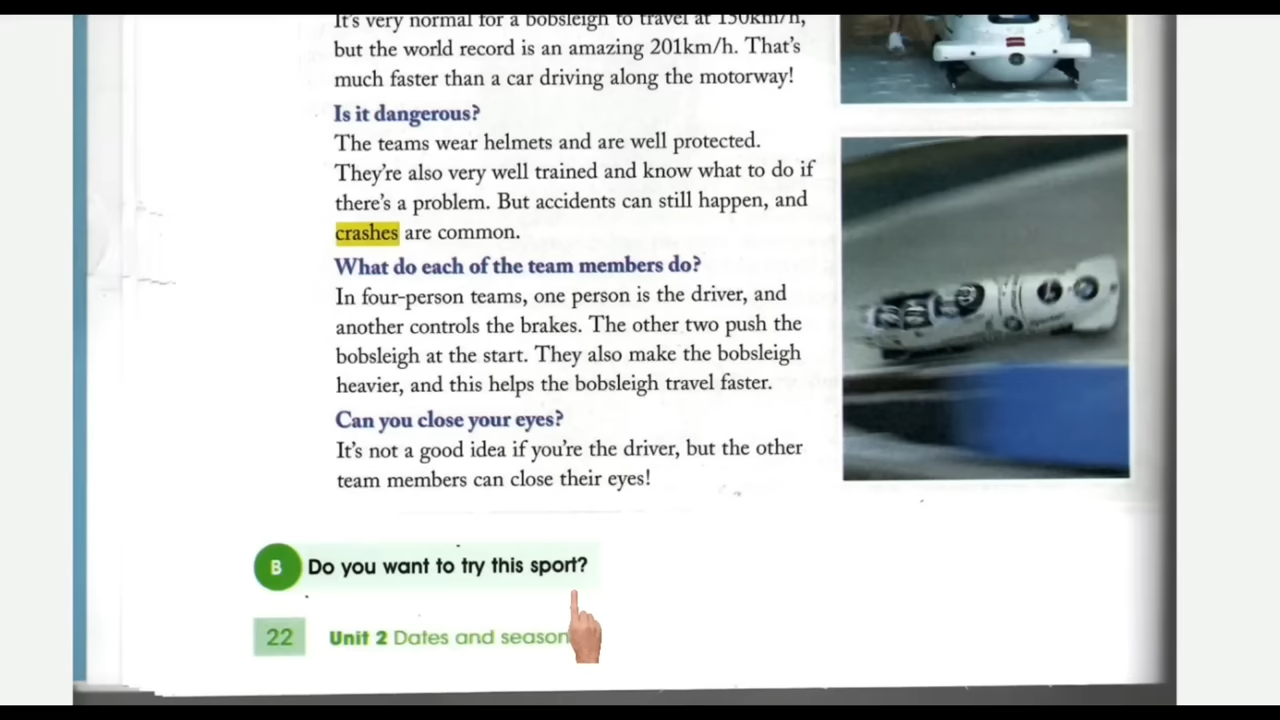 It's very normal for a bobsleigh to travel at 150km/h,
but the world record is an amazing 201km/h. That's
much faster than a car driving along the motorway!
Is it dangerous?
The teams wear helmets and are well protected.
They're also very well trained and know what to do if
there's a problem. But accidents can still happen, and
crashes are common.
What do each of the team members do?
In four-person teams, one person is the driver, and
another controls the brakes. The other two push the
bobsleigh at the start. They also make the bobsleigh
heavier, and this helps the bobsleigh travel faster.
Can you close your eyes?
It's not a good idea if you're the driver, but the other
team members can close their eyes!
B Do you want to try this sport?
22 Unit 2 Dates and season